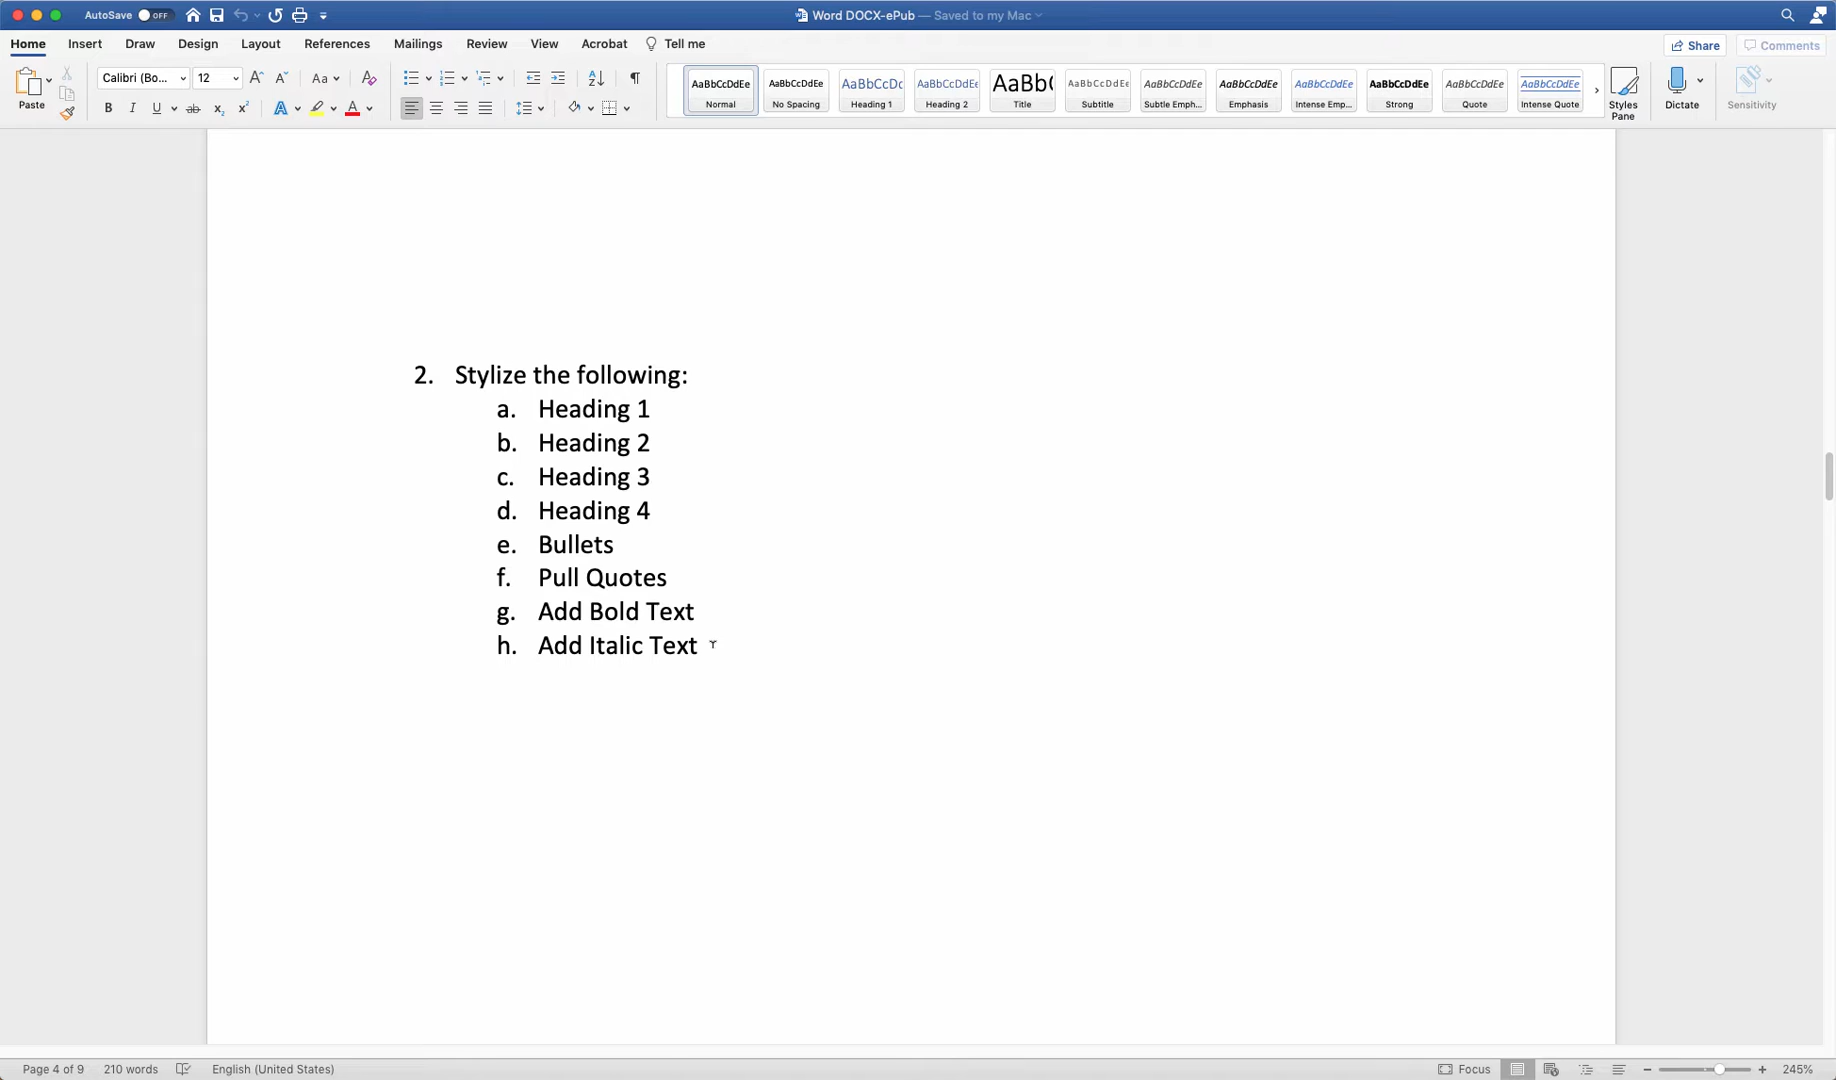 AutoSave OFF
Word DOCX-ePub — Saved to my Mac
Home Insert Draw Design Layout References Mailings Review View Acrobat Tell me
Share Comments
Paste
Calibri (Bo... 12
Aa
B I U ab x₂ x²
A A
AaBbCcDdEe Normal
AaBbCcDdEe No Spacing
AaBbCcDc Heading 1
AaBbCcDdEe Heading 2
AaBb( Title
AaBbCcDdEe Subtitle
AaBbCcDdEe Subtle Emph...
AaBbCcDdEe Emphasis
AaBbCcDdEe Intense Emp...
AaBbCcDdEe Strong
AaBbCcDdEe Quote
AaBbCcDdEe Intense Quote
Styles
Pane
Dictate
Sensitivity
2. Stylize the following:
a. Heading 1
b. Heading 2
c. Heading 3
d. Heading 4
e. Bullets
f. Pull Quotes
g. Add Bold Text
h. Add Italic Text
Page 4 of 9 210 words English (United States) Focus 245%